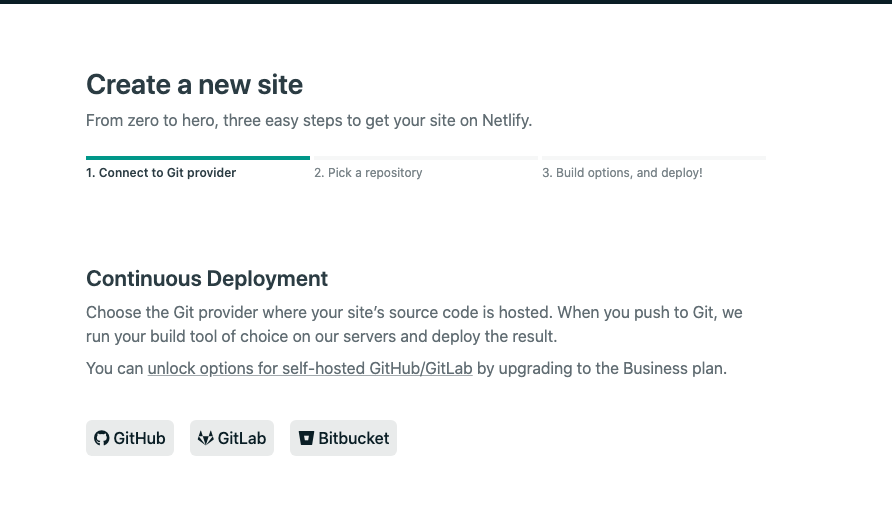 Create a new site
From zero to hero, three easy steps to get your site on Netlify.
1. Connect to Git provider
2. Pick a repository
3. Build options, and deploy!
Continuous Deployment
Choose the Git provider where your site’s source code is hosted. When you push to Git, we
run your build tool of choice on our servers and deploy the result.
You can unlock options for self-hosted GitHub/GitLab by upgrading to the Business plan.
GitHub
GitLab
Bitbucket